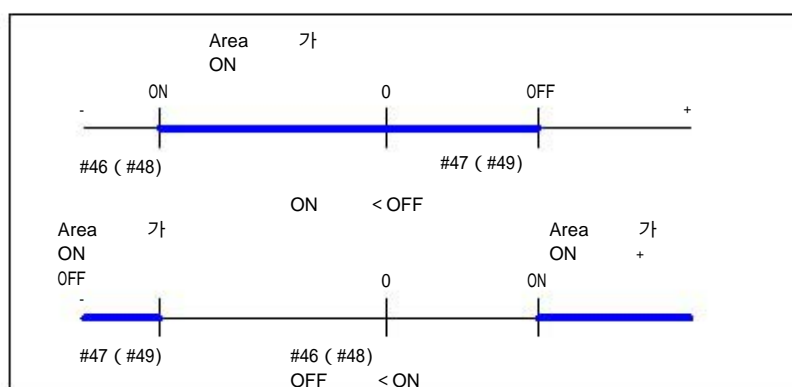 Area 가
ON
ON 0 OFF
- +
#46 ( #48) #47 ( #49)
ON < OFF
Area 가 Area 가
ON ON +
OFF 0 ON
-
#47 ( #49) #46 ( #48)
OFF < ON